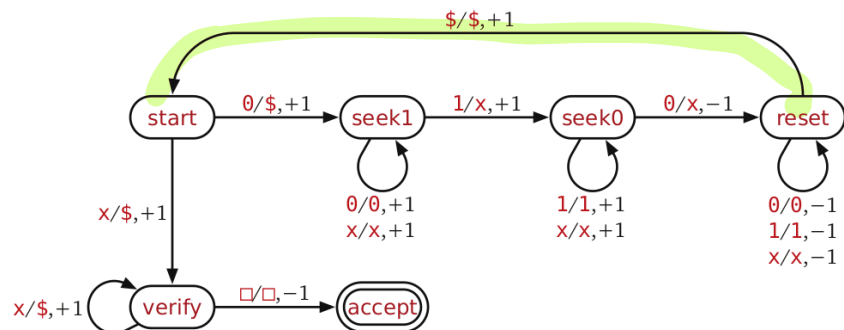 $/$,+1
start
0/$,+1
seek1
1/x,+1
seek0
0/x,−1
reset
0/0,+1
x/x,+1
1/1,+1
x/x,+1
0/0,−1
1/1,−1
x/x,−1
x/$,+1
x/$,+1
verify
□/□,−1
accept